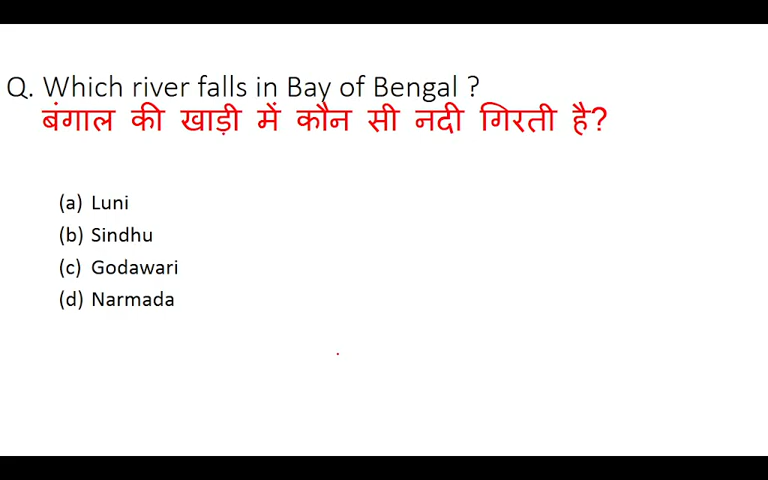 Q. Which river falls in Bay of Bengal ?
बंगाल की खाड़ी में कौन सी नदी गिरती है?
(a) Luni
(b) Sindhu
(c) Godawari
(d) Narmada